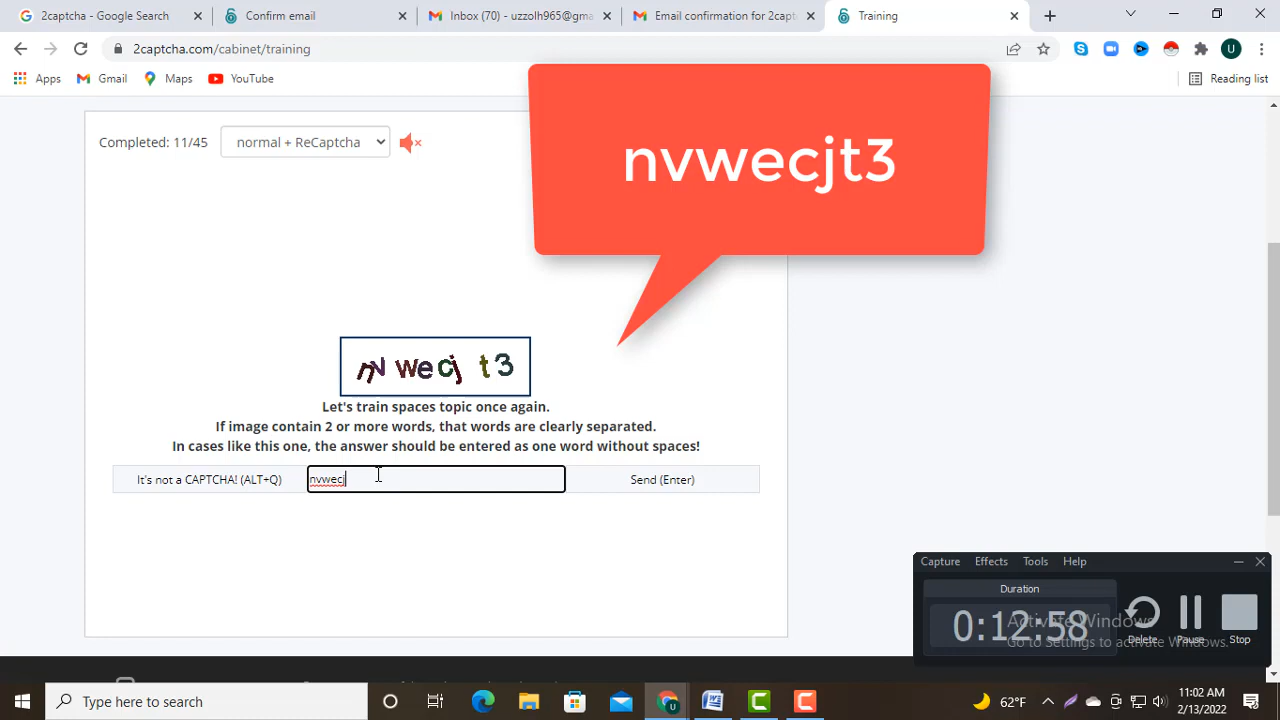 2captcha - Google Search
Confirm email
Inbox (70) - uzzolh965@gma
Email confirmation for 2capt
Training
2captcha.com/cabinet/training
U
Apps
Gmail
Maps
YouTube
Reading list
Completed: 11/45
normal + ReCaptcha
nvwecjt3
nv wecj t3
Let's train spaces topic once again.
If image contain 2 or more words, that words are clearly separated.
In cases like this one, the answer should be entered as one word without spaces!
It's not a CAPTCHA! (ALT+Q)
nvwecj
Send (Enter)
Capture Effects Tools Help
Duration
0:12:58
Delete Pause Stop
Activate Windows
Go to Settings to activate Windows.
Type here to search
62°F
11:02 AM
2/13/2022